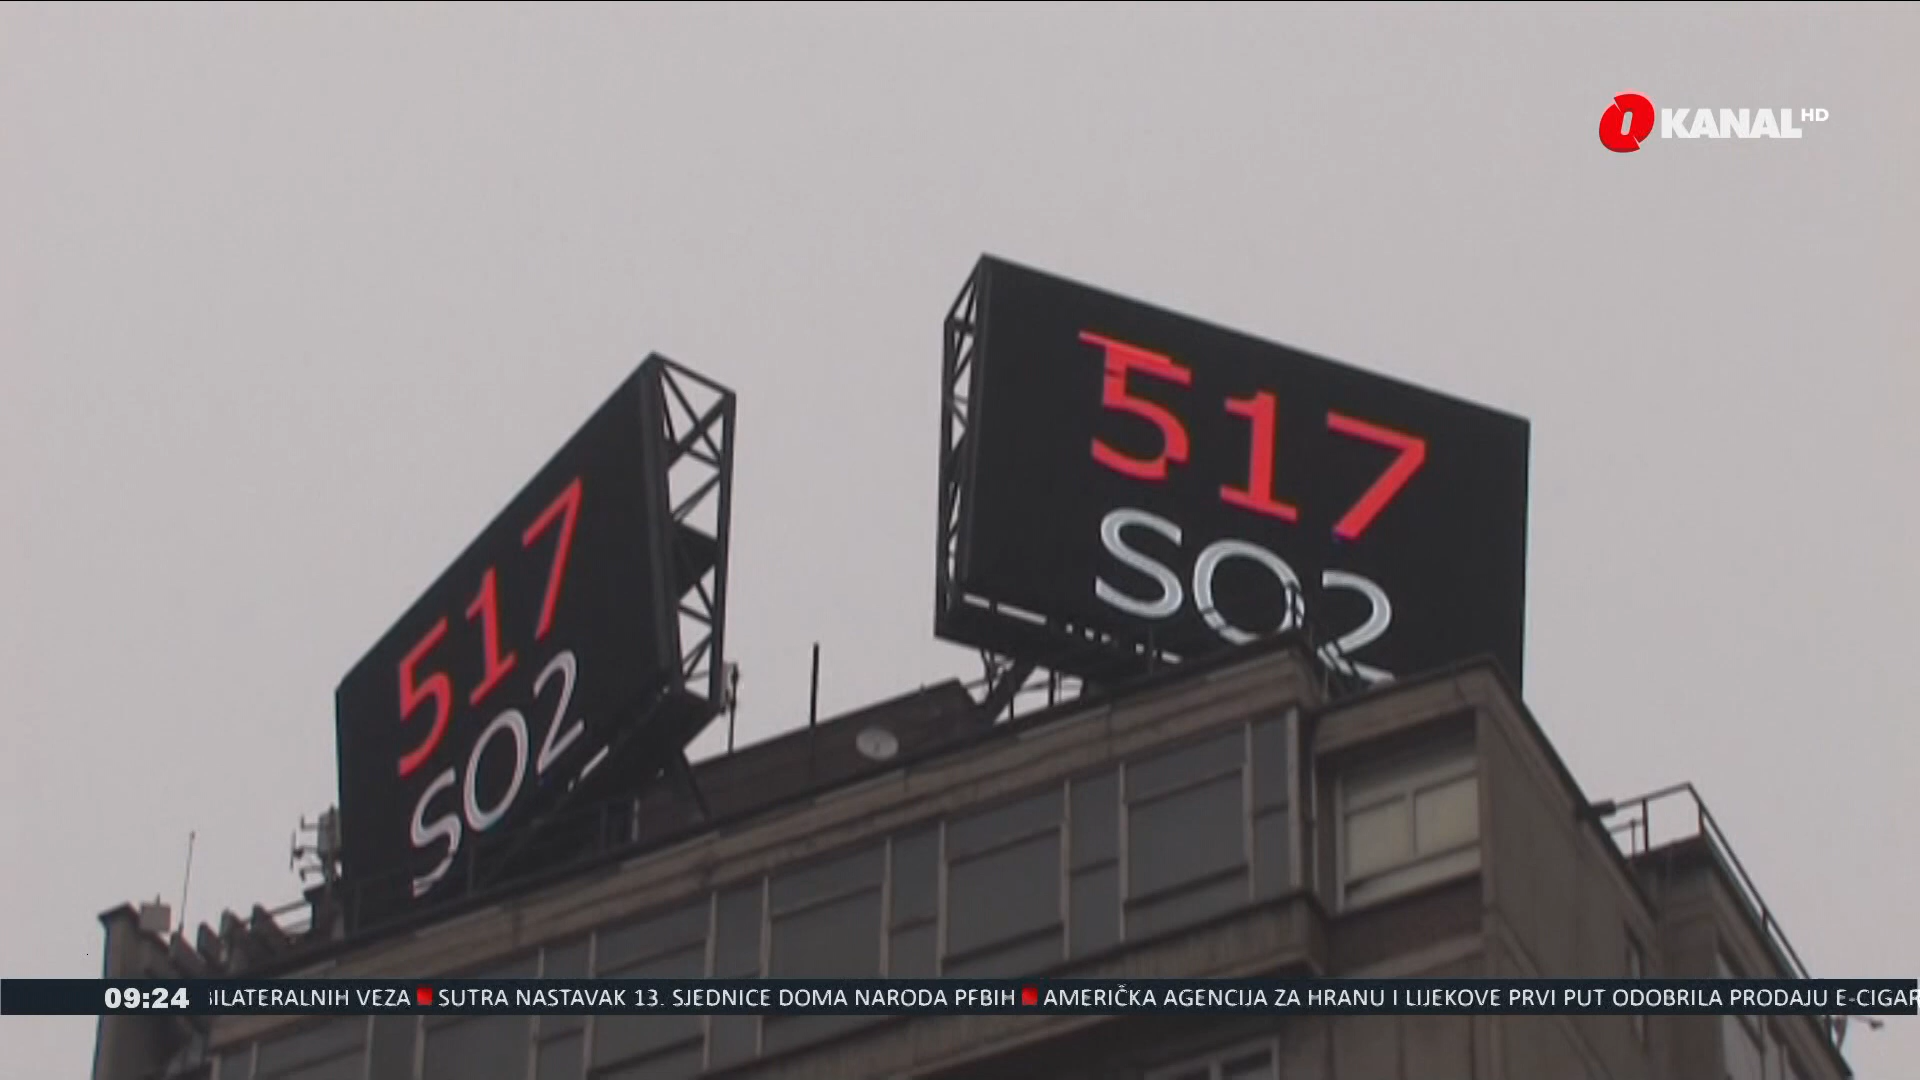 O KANAL HD
517
SO2
517
SO2
09:24 BILATERALNIH VEZA SUTRA NASTAVAK 13. SJEDNICE DOMA NARODA PFBIH AMERIČKA AGENCIJA ZA HRANU I LIJEKOVE PRVI PUT ODOBRILA PRODAJU E-CIGAR